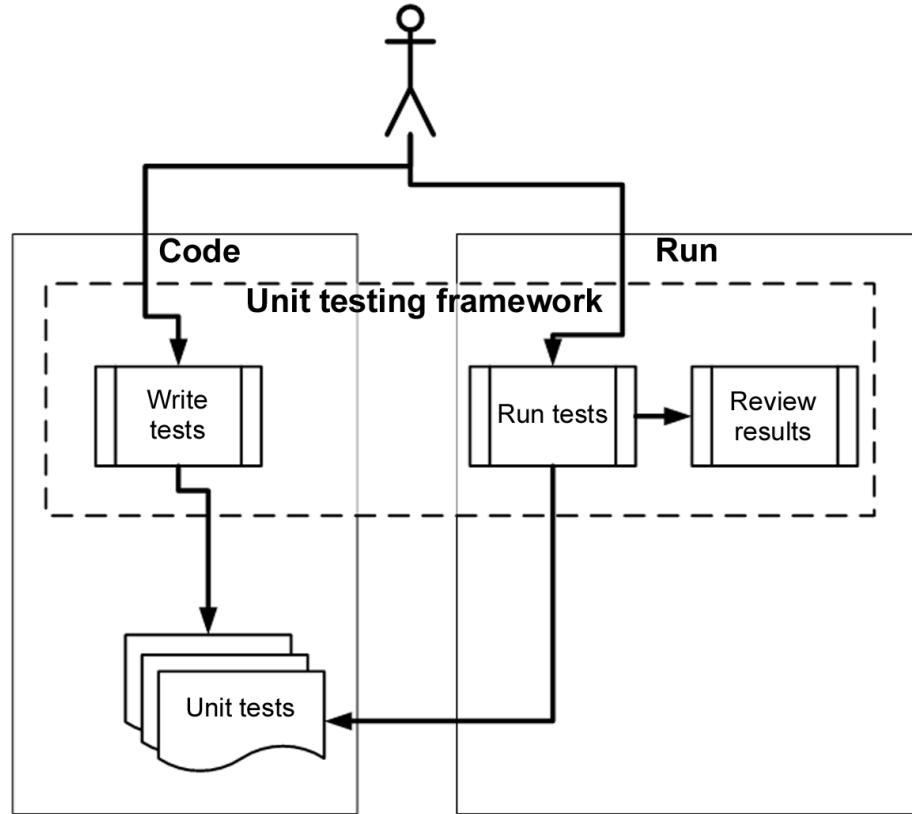 Code
Run
Unit testing framework
Write
tests
Run tests
Review
results
Unit tests